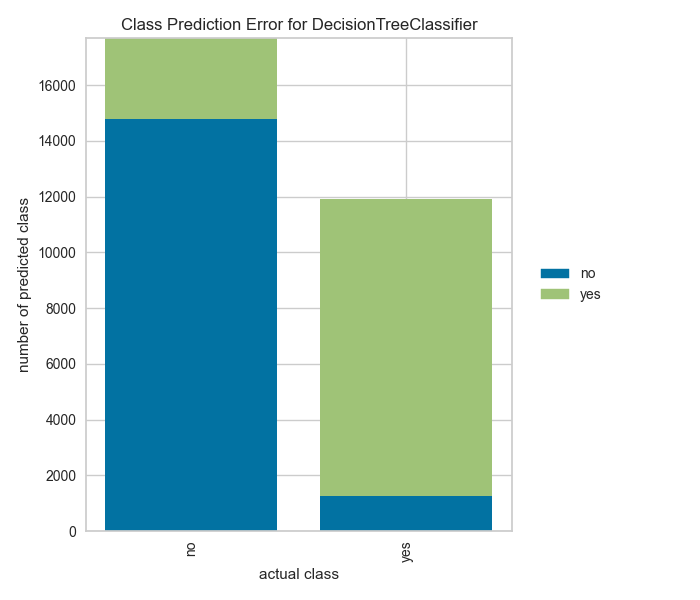 Class Prediction Error for DecisionTreeClassifier
number of predicted class
16000
14000
12000
10000
8000
6000
4000
2000
0
no
yes
actual class
no
yes